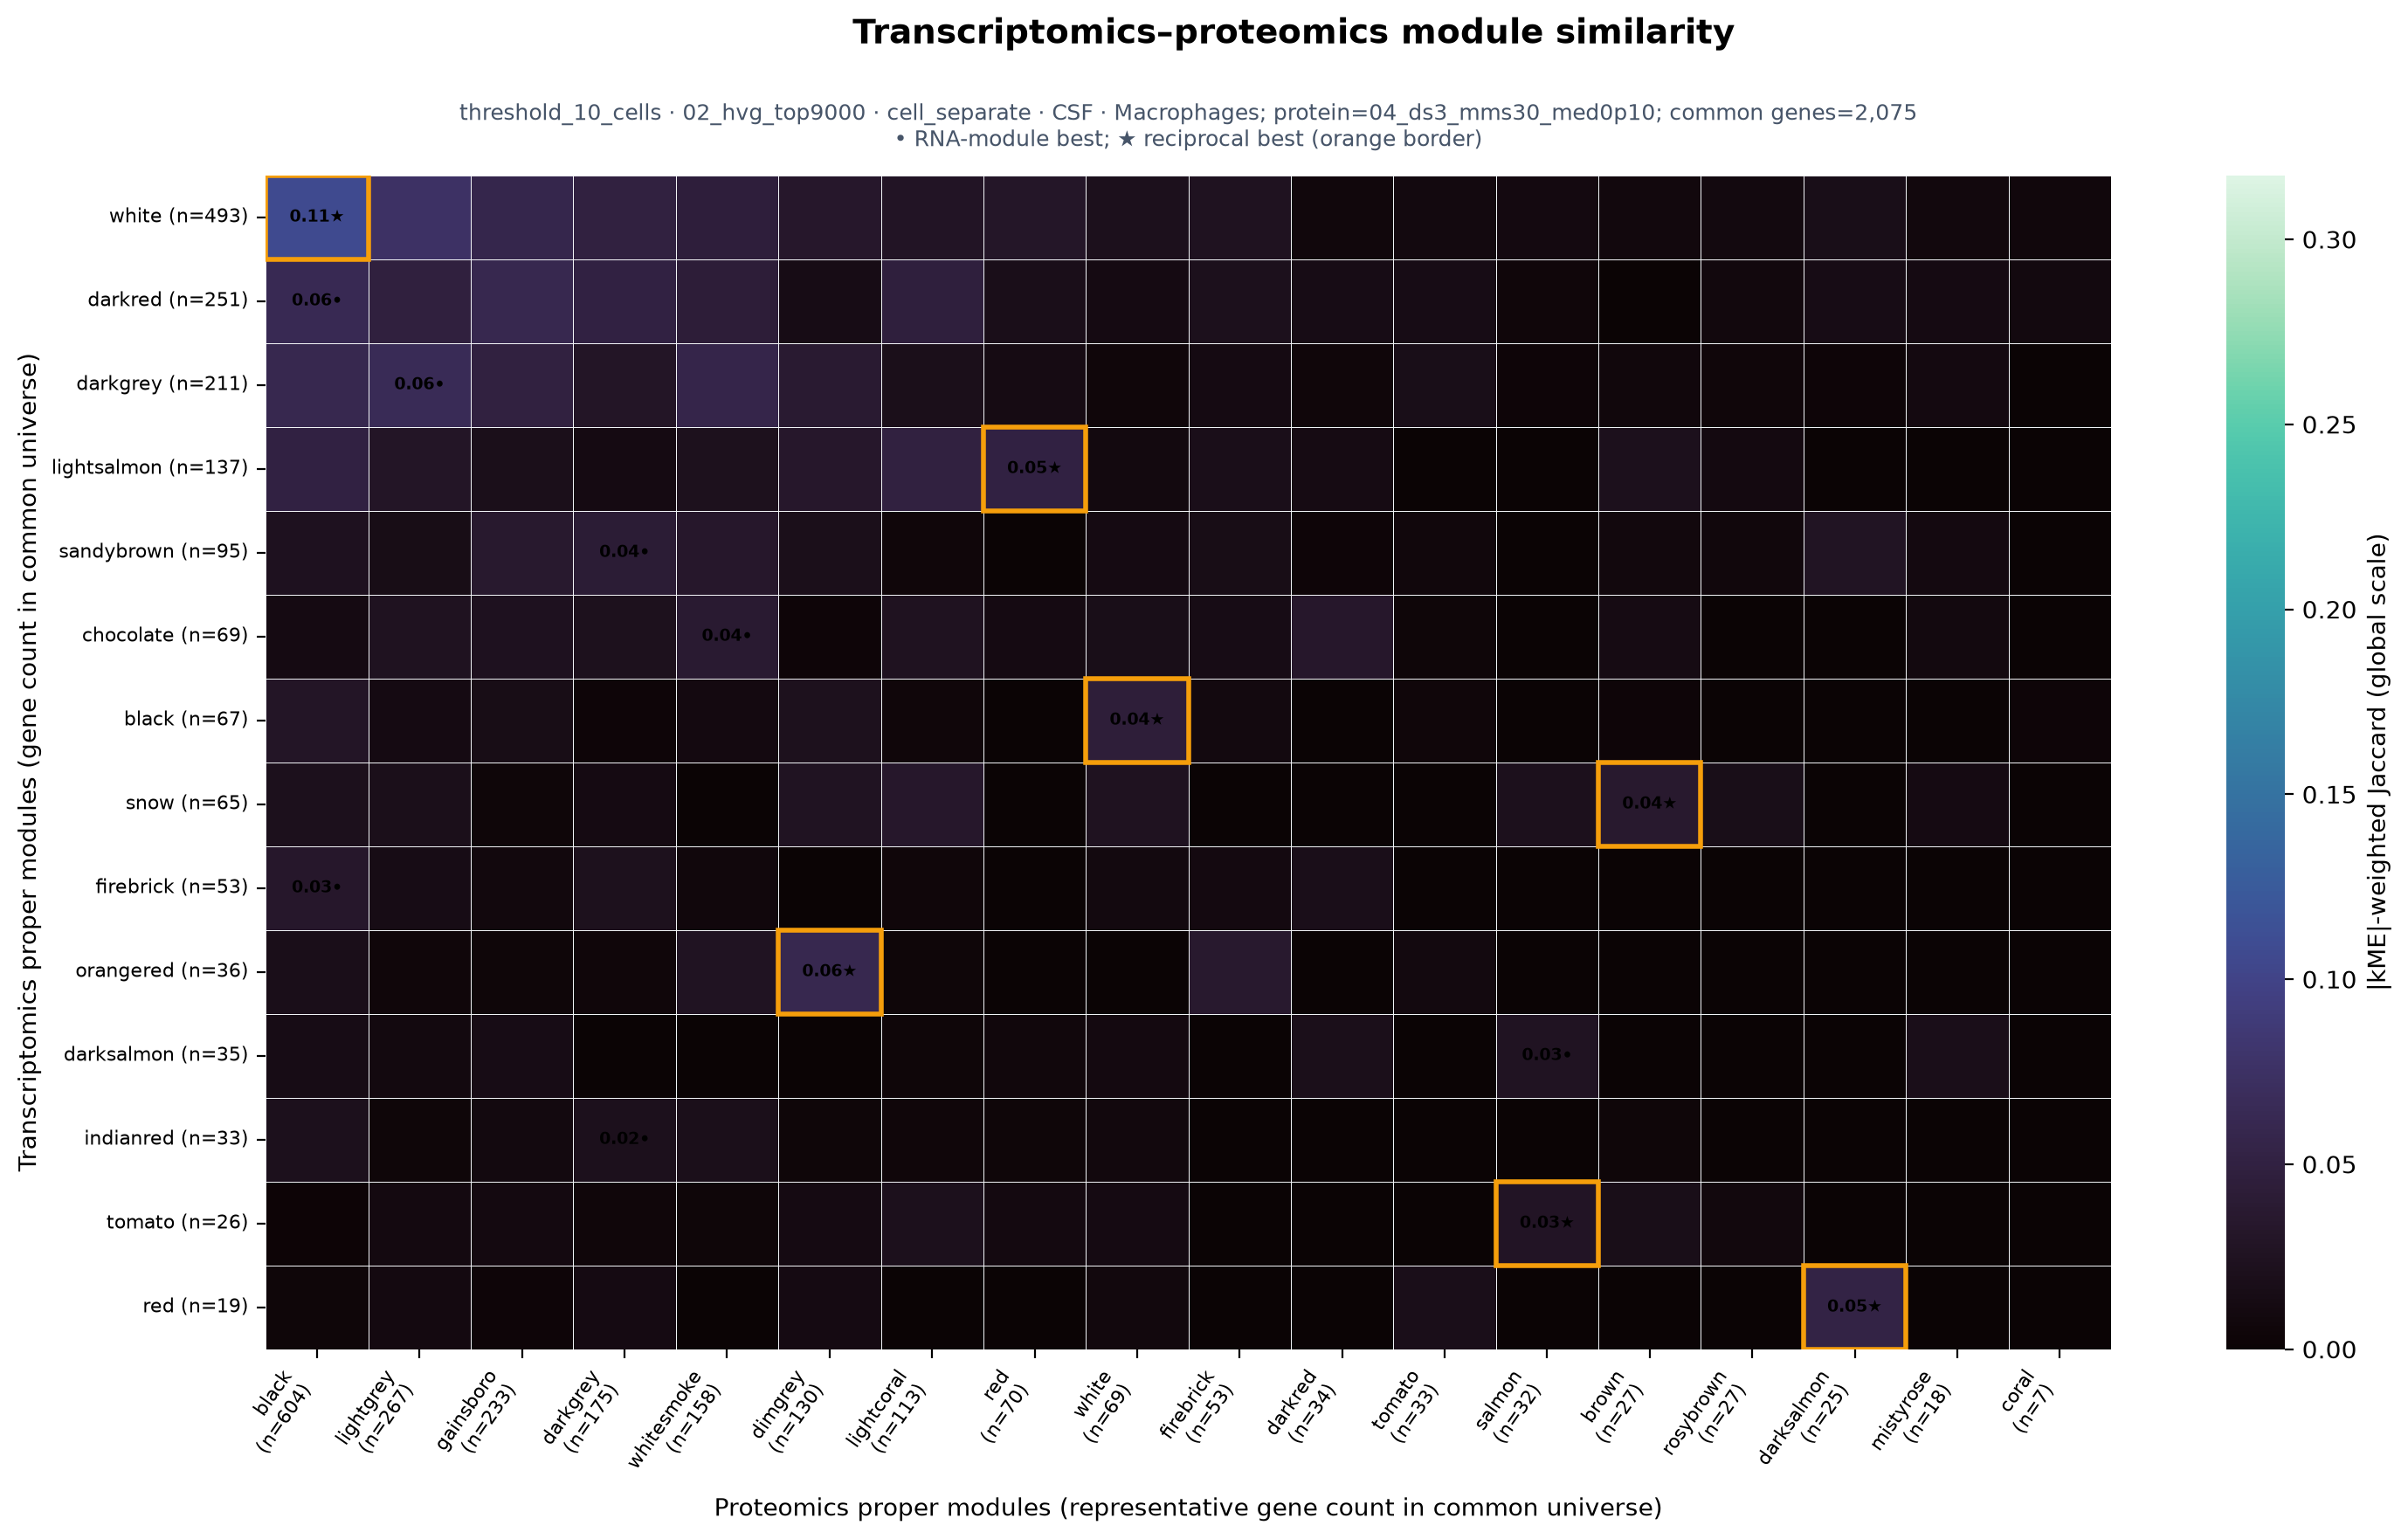 Transcriptomics–proteomics module similarity
threshold_10_cells · 02_hvg_top9000 · cell_separate · CSF · Macrophages; protein=04_ds3_mms30_med0p10; common genes=2,075
• RNA-module best; ★ reciprocal best (orange border)
Transcriptomics proper modules (gene count in common universe)
white (n=493)
0.11★
darkred (n=251)
0.06•
darkgrey (n=211)
0.06•
lightsalmon (n=137)
0.05★
sandybrown (n=95)
0.04•
chocolate (n=69)
0.04•
black (n=67)
0.04★
snow (n=65)
0.04★
firebrick (n=53)
0.03•
orangered (n=36)
0.06★
darksalmon (n=35)
0.03•
indianred (n=33)
0.02•
tomato (n=26)
0.03★
red (n=19)
0.05★
black
(n=604)
lightgrey
(n=267)
gainsboro
(n=233)
darkgrey
(n=175)
whitesmoke
(n=158)
dimgrey
(n=130)
lightcoral
(n=113)
red
(n=70)
white
(n=69)
firebrick
(n=53)
darkred
(n=34)
tomato
(n=33)
salmon
(n=32)
brown
(n=27)
rosybrown
(n=27)
darksalmon
(n=25)
mistyrose
(n=18)
coral
(n=7)
Proteomics proper modules (representative gene count in common universe)
0.30
0.25
0.20
0.15
0.10
0.05
0.00
|kME|-weighted Jaccard (global scale)